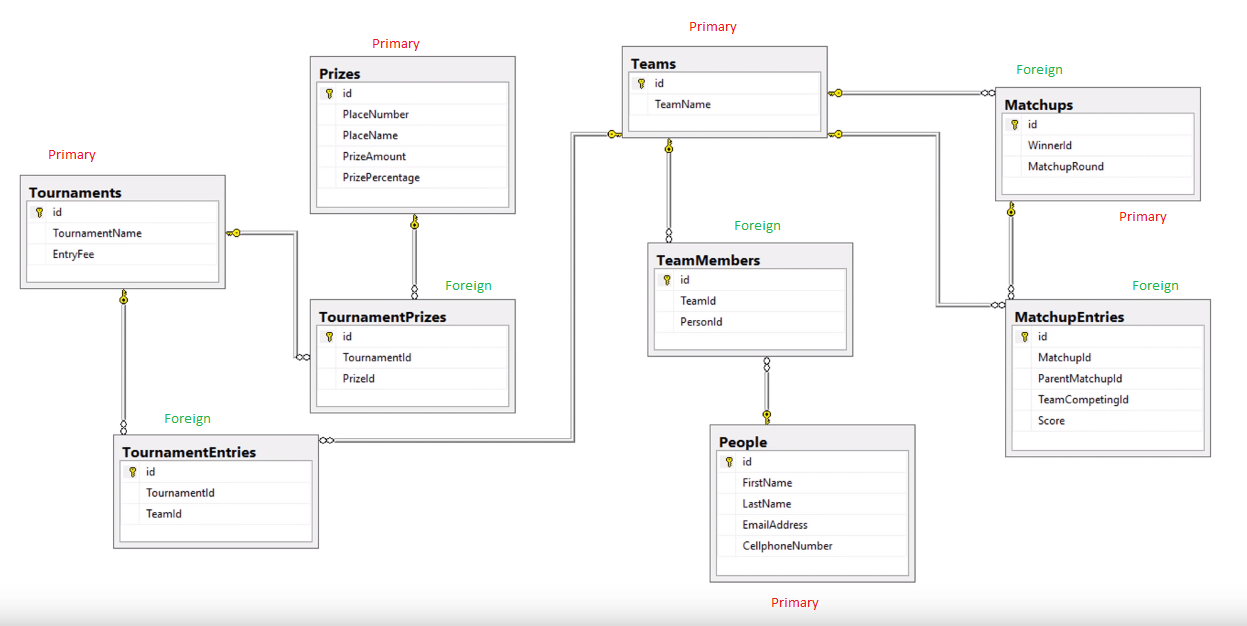 Primary
Tournaments
id
TournamentName
EntryFee
Primary
Prizes
id
PlaceNumber
PlaceName
PrizeAmount
PrizePercentage
Foreign
TournamentPrizes
id
TournamentId
PrizeId
Foreign
TournamentEntries
id
TournamentId
TeamId
Primary
Teams
id
TeamName
Foreign
TeamMembers
id
TeamId
PersonId
People
id
FirstName
LastName
EmailAddress
CellphoneNumber
Primary
Foreign
Matchups
id
WinnerId
MatchupRound
Primary
Foreign
MatchupEntries
id
MatchupId
ParentMatchupId
TeamCompetingId
Score